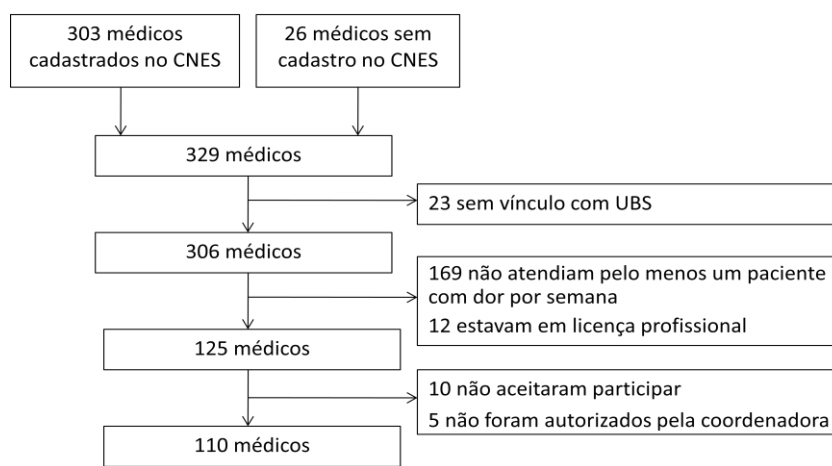 303 médicos
cadastrados no CNES
26 médicos sem
cadastro no CNES
329 médicos
23 sem vínculo com UBS
306 médicos
169 não atendiam pelo menos um paciente
com dor por semana
12 estavam em licença profissional
125 médicos
10 não aceitaram participar
5 não foram autorizados pela coordenadora
110 médicos